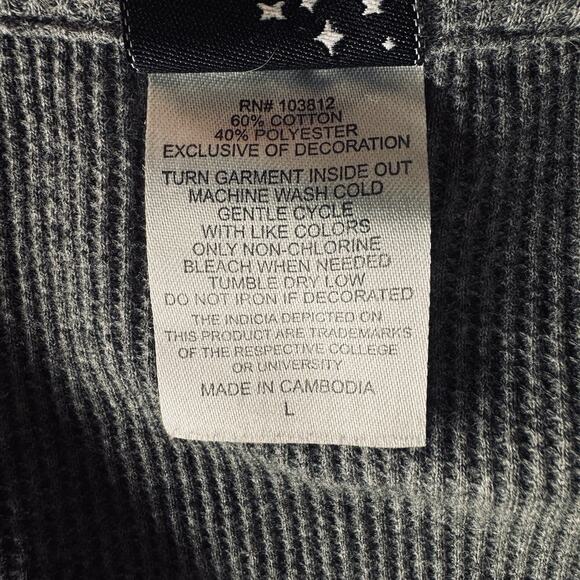 RN# 103812
60% COTTON
40% POLYESTER
EXCLUSIVE OF DECORATION
TURN GARMENT INSIDE OUT
MACHINE WASH COLD
GENTLE CYCLE
WITH LIKE COLORS
ONLY NON-CHLORINE
BLEACH WHEN NEEDED
TUMBLE DRY LOW
DO NOT IRON IF DECORATED
THE INDICIA DEPICTED ON
THIS PRODUCT ARE TRADEMARKS
OF THE RESPECTIVE COLLEGE
OR UNIVERSITY
MADE IN CAMBODIA
L